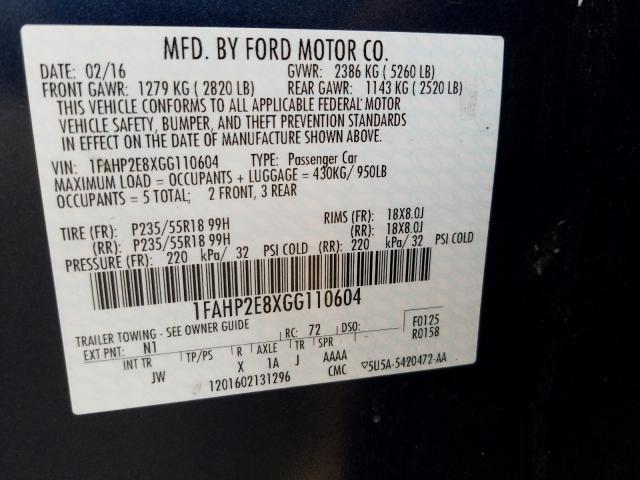 MFD. BY FORD MOTOR CO.
DATE: 02/16 GVWR: 2386 KG ( 5260 LB)
FRONT GAWR: 1279 KG ( 2820 LB) REAR GAWR: 1143 KG ( 2520 LB)
THIS VEHICLE CONFORMS TO ALL APPLICABLE FEDERAL MOTOR
VEHICLE SAFETY, BUMPER, AND THEFT PREVENTION STANDARDS
IN EFFECT ON THE DATE OF MANUFACTURE SHOWN ABOVE.
VIN: 1FAHP2E8XGG110604 TYPE: Passenger Car
MAXIMUM LOAD = OCCUPANTS + LUGGAGE = 430KG/ 950LB
OCCUPANTS = 5 TOTAL; 2 FRONT, 3 REAR
TIRE (FR): P235/55R18 99H RIMS (FR): 18X8.0J
(RR): P235/55R18 99H (RR): 18X8.0J
PRESSURE (FR): 220 kPa/ 32 PSI COLD (RR): 220 kPa/ 32 PSI COLD
1FAHP2E8XGG110604
TRAILER TOWING - SEE OWNER GUIDE
EXT PNT: N1 RC: 72 DSO: F0125
R0158
INT TR TP/PS R AXLE TR SPR
JW X 1A J AAAA
1201602131296 CMC ▽5U5A-5420472-AA